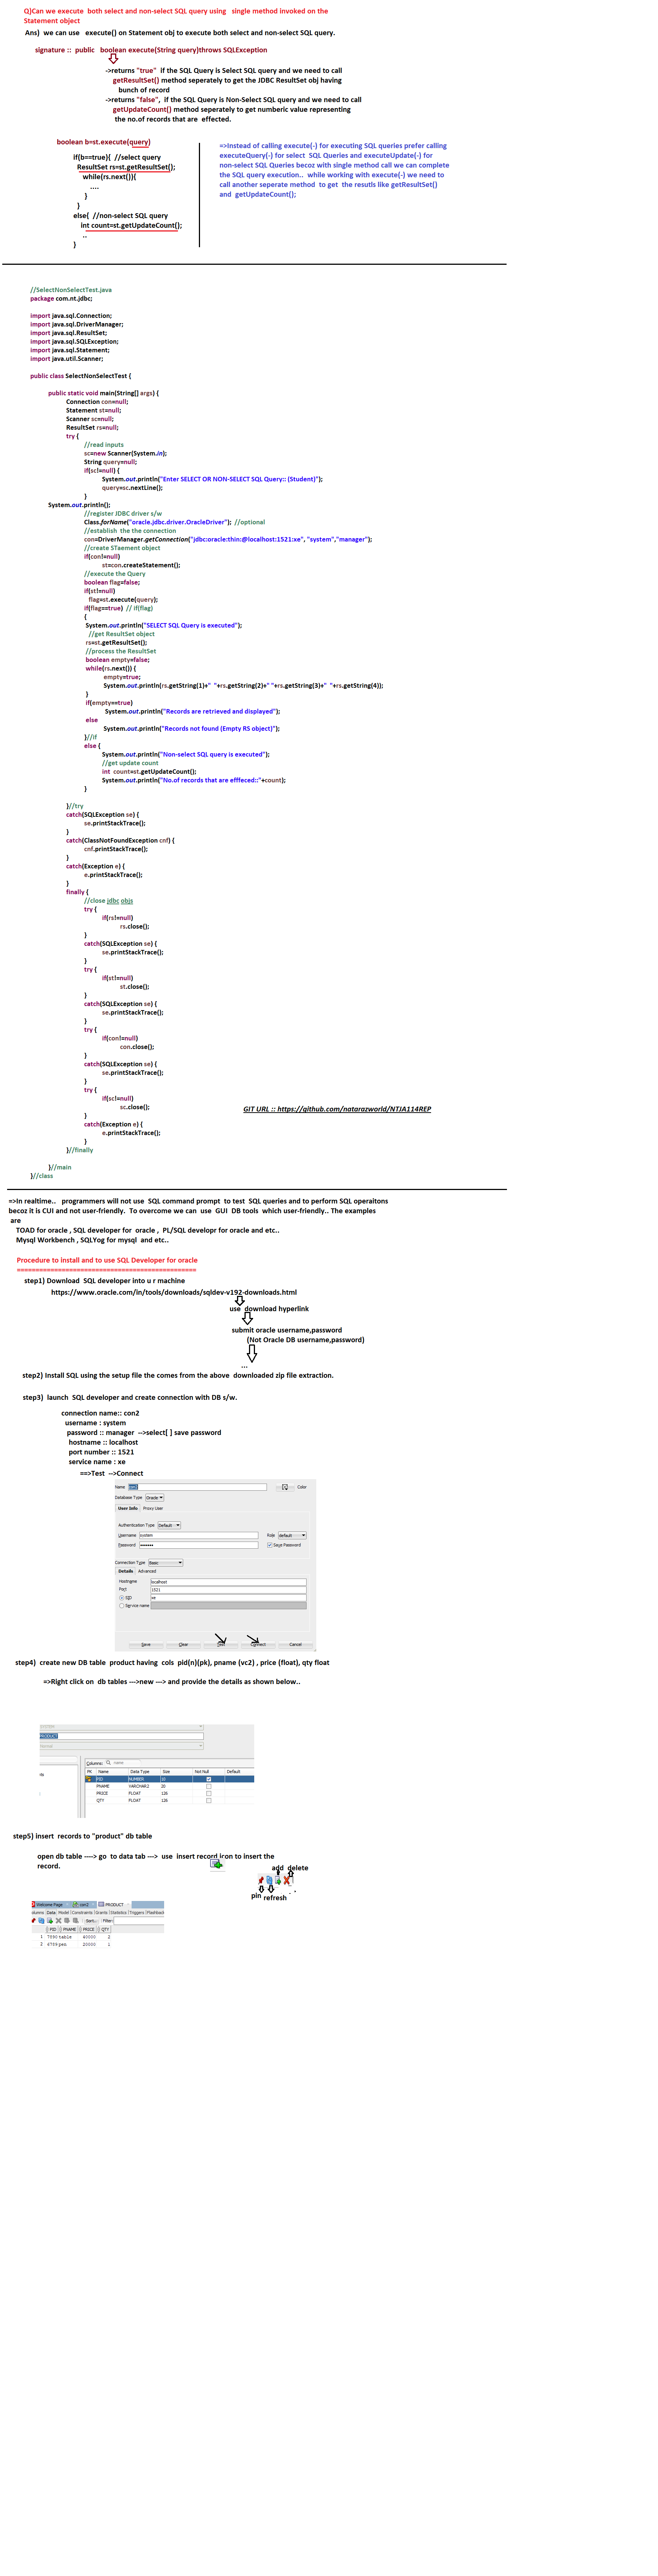 Q]Can we execute  both select and non-select SQL query using   single method invoked on the
Statement object
Ans)  we can use   execute() on Statement obj to execute both select and non-select SQL query.
signature ::  public   boolean execute(String query)throws SQLException
->returns "true"  if the SQL Query is Select SQL query and we need to call
getResultSet() method seperately to get the JDBC ResultSet obj having
bunch of record
->returns "false",  if the SQL Query is Non-Select SQL query and we need to call
getUpdateCount() method seperately to get numberic value representing
the no.of records that are  effected.
boolean b=st.execute(query)
if(b==true){  //select query
ResultSet rs=st.getResultSet();
while(rs.next()){
....
}
}
else{  //non-select SQL query
int count=st.getUpdateCount();
..
}
=>Instead of calling execute(-) for executing SQL queries prefer calling
executeQuery(-) for select  SQL Queries and executeUpdate(-) for
non-select SQL Queries becoz with single method call we can complete
the SQL query execution..  while working with execute(-) we need to
call another seperate method  to get  the resutls like getResultSet()
and  getUpdateCount();
//SelectNonSelectTest.java
package com.nt.jdbc;
import java.sql.Connection;
import java.sql.DriverManager;
import java.sql.ResultSet;
import java.sql.SQLException;
import java.sql.Statement;
import java.util.Scanner;
public class SelectNonSelectTest {
public static void main(String[] args) {
Connection con=null;
Statement st=null;
Scanner sc=null;
ResultSet rs=null;
try {
//read inputs
sc=new Scanner(System.in);
String query=null;
if(sc!=null) {
System.out.println("Enter SELECT OR NON-SELECT SQL Query:: (Student)");
query=sc.nextLine();
}
System.out.println();
//register JDBC driver s/w
Class.forName("oracle.jdbc.driver.OracleDriver");  //optional
//establish  the the connection
con=DriverManager.getConnection("jdbc:oracle:thin:@localhost:1521:xe", "system","manager");
//create STaement object
if(con!=null)
st=con.createStatement();
//execute the Query
boolean flag=false;
if(st!=null)
flag=st.execute(query);
if(flag==true)  // if(flag)
{
System.out.println("SELECT SQL Query is executed");
//get ResultSet object
rs=st.getResultSet();
//process the ResultSet
boolean empty=false;
while(rs.next()) {
empty=true;
System.out.println(rs.getString(1)+"  "+rs.getString(2)+" "+rs.getString(3)+"  "+rs.getString(4));
}
if(empty==true)
System.out.println("Records are retrieved and displayed");
else
System.out.println("Records not found (Empty RS object)");
}//if
else {
System.out.println("Non-select SQL query is executed");
//get update count
int  count=st.getUpdateCount();
System.out.println("No.of records that are efffeced::"+count);
}
}//try
catch(SQLException se) {
se.printStackTrace();
}
catch(ClassNotFoundException cnf) {
cnf.printStackTrace();
}
catch(Exception e) {
e.printStackTrace();
}
finally {
//close jdbc objs
try {
if(rs!=null)
rs.close();
}
catch(SQLException se) {
se.printStackTrace();
}
try {
if(st!=null)
st.close();
}
catch(SQLException se) {
se.printStackTrace();
}
try {
if(con!=null)
con.close();
}
catch(SQLException se) {
se.printStackTrace();
}
try {
if(sc!=null)
sc.close();
}
catch(Exception e) {
e.printStackTrace();
}
}//finally
}//main
}//class
GIT URL :: https://github.com/natarazworld/NTJA114REP
=>In realtime..   programmers will not use  SQL command prompt  to test  SQL queries and to perform SQL operaitons
becoz it is CUI and not user-friendly.  To overcome we can  use  GUI  DB tools  which user-friendly.. The examples
are
TOAD for oracle , SQL developer for  oracle ,  PL/SQL developr for oracle and etc..
Mysql Workbench , SQLYog for mysql  and etc..
Procedure to install and to use SQL Developer for oracle
================================================
step1) Download  SQL developer into u r machine
https://www.oracle.com/in/tools/downloads/sqldev-v192-downloads.html
use  download hyperlink
submit oracle username,password
(Not Oracle DB username,password)
...
step2) Install SQL using the setup file the comes from the above  downloaded zip file extraction.
step3)  launch  SQL developer and create connection with DB s/w.
connection name:: con2
username : system
password :: manager  -->select[ ] save password
hostname :: localhost
port number :: 1521
service name : xe
==>Test  -->Connect
Name con2 Color
Database Type Oracle
User Info Proxy User
Authentication Type Default
Username system Role default
Password ••••••• Save Password
Connection Type Basic
Details Advanced
Hostname localhost
Port 1521
SID xe
Service name
Save Clear Test Connect Cancel
step4)  create new DB table  product having  cols  pid(n)(pk), pname (vc2) , price (float), qty float
=>Right click on  db tables --->new ---> and provide the details as shown below..
PRODUCT
Columns: Name
PK Name Data Type Size Not Null Default
PID NUMBER 10
PNAME VARCHAR2 20
PRICE FLOAT 126
QTY FLOAT 126
step5) insert  records to "product" db table
open db table ----> go  to data tab --->  use  insert record icon to insert the
record.
add  delete
pin refresh
Welcome Page con2 PRODUCT
olumns Data Model Constraints Grants Statistics Triggers Flashback
Sort.. Filter:
PID PNAME PRICE QTY
1 7890 table 40000 2
2 6789 pen 20000 1